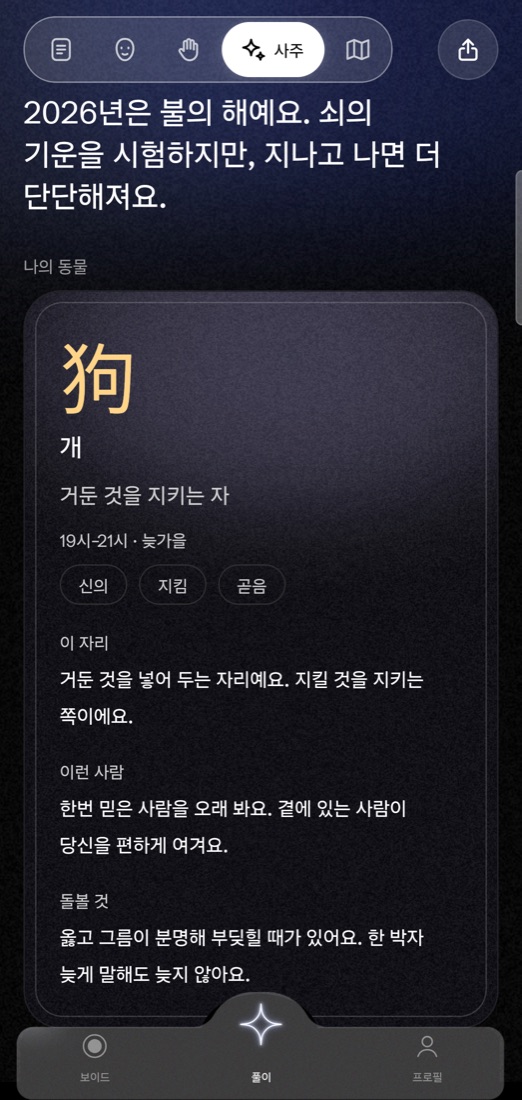 사주
2026년은 불의 해예요. 쇠의
기운을 시험하지만, 지나고 나면 더
단단해져요.
나의 동물
狗
개
거둔 것을 지키는 자
19시-21시 · 늦가을
신의
지킴
곧음
이 자리
거둔 것을 넣어 두는 자리예요. 지킬 것을 지키는
쪽이에요.
이런 사람
한번 믿은 사람을 오래 봐요. 곁에 있는 사람이
당신을 편하게 여겨요.
돌볼 것
옳고 그름이 분명해 부딪힐 때가 있어요. 한 박자
늦게 말해도 늦지 않아요.
보이드
풀이
프로필